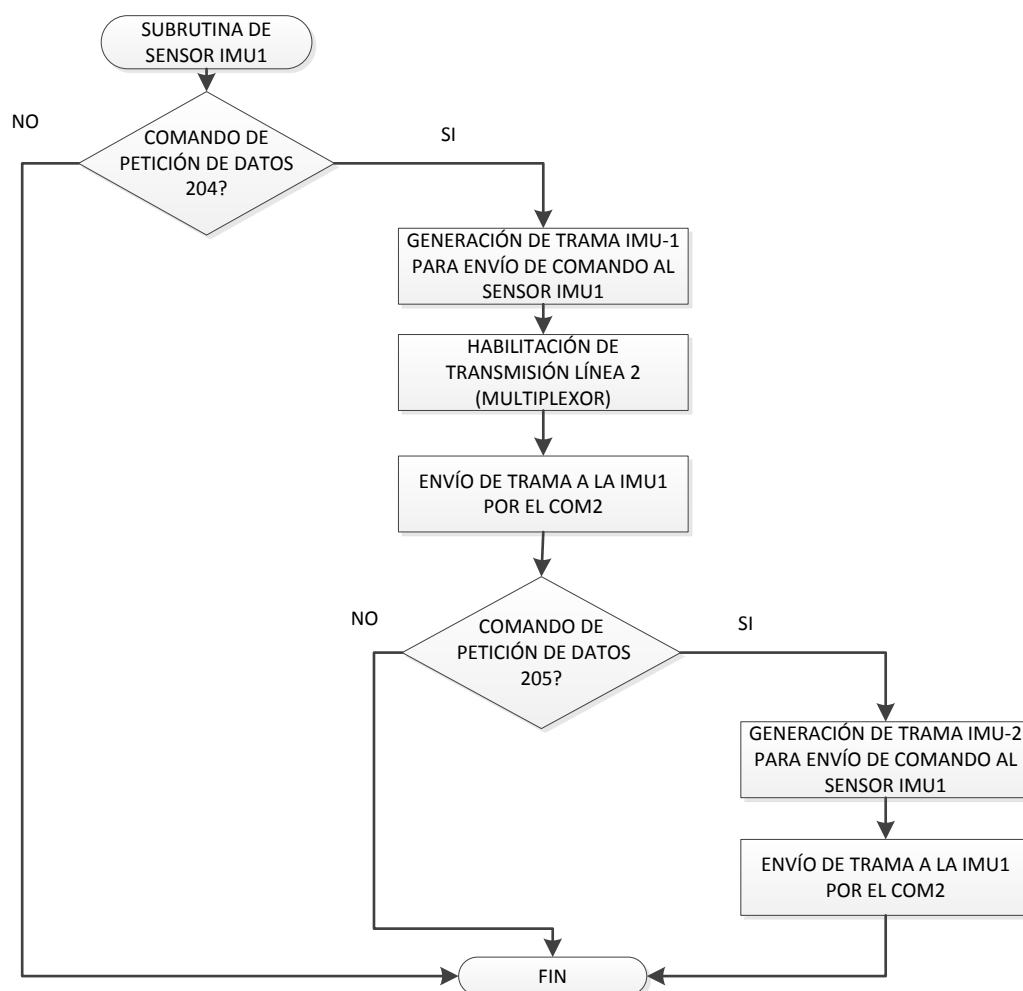 SUBRUTINA DE
SENSOR IMU1
NO
COMANDO DE
PETICIÓN DE DATOS
204?
SI
GENERACIÓN DE TRAMA IMU-1
PARA ENVÍO DE COMANDO AL
SENSOR IMU1
HABILITACIÓN DE
TRANSMISIÓN LÍNEA 2
(MULTIPLEXOR)
ENVÍO DE TRAMA A LA IMU1
POR EL COM2
NO
COMANDO DE
PETICIÓN DE DATOS
205?
SI
GENERACIÓN DE TRAMA IMU-2
PARA ENVÍO DE COMANDO AL
SENSOR IMU1
ENVÍO DE TRAMA A LA IMU1
POR EL COM2
FIN